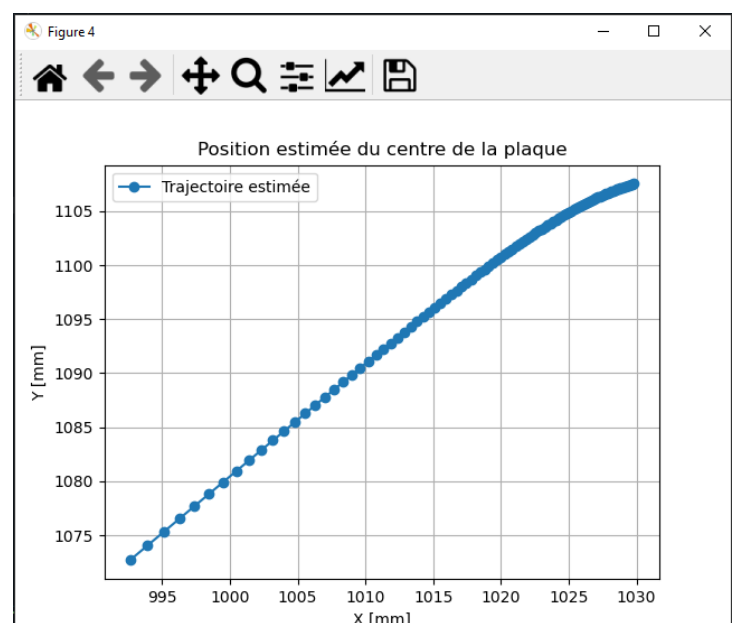 Figure 4
Position estimée du centre de la plaque
Trajectoire estimée
1105
1100
1095
1090
1085
1080
1075
Y [mm]
995 1000 1005 1010 1015 1020 1025 1030
X [mm]